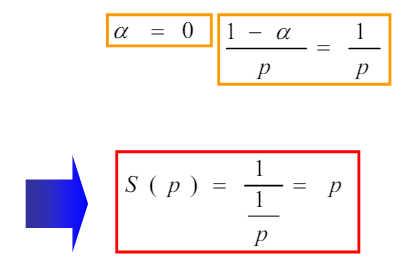 α = 0
1 − α / p = 1 / p
S ( p ) = 1 / (1 / p) = p